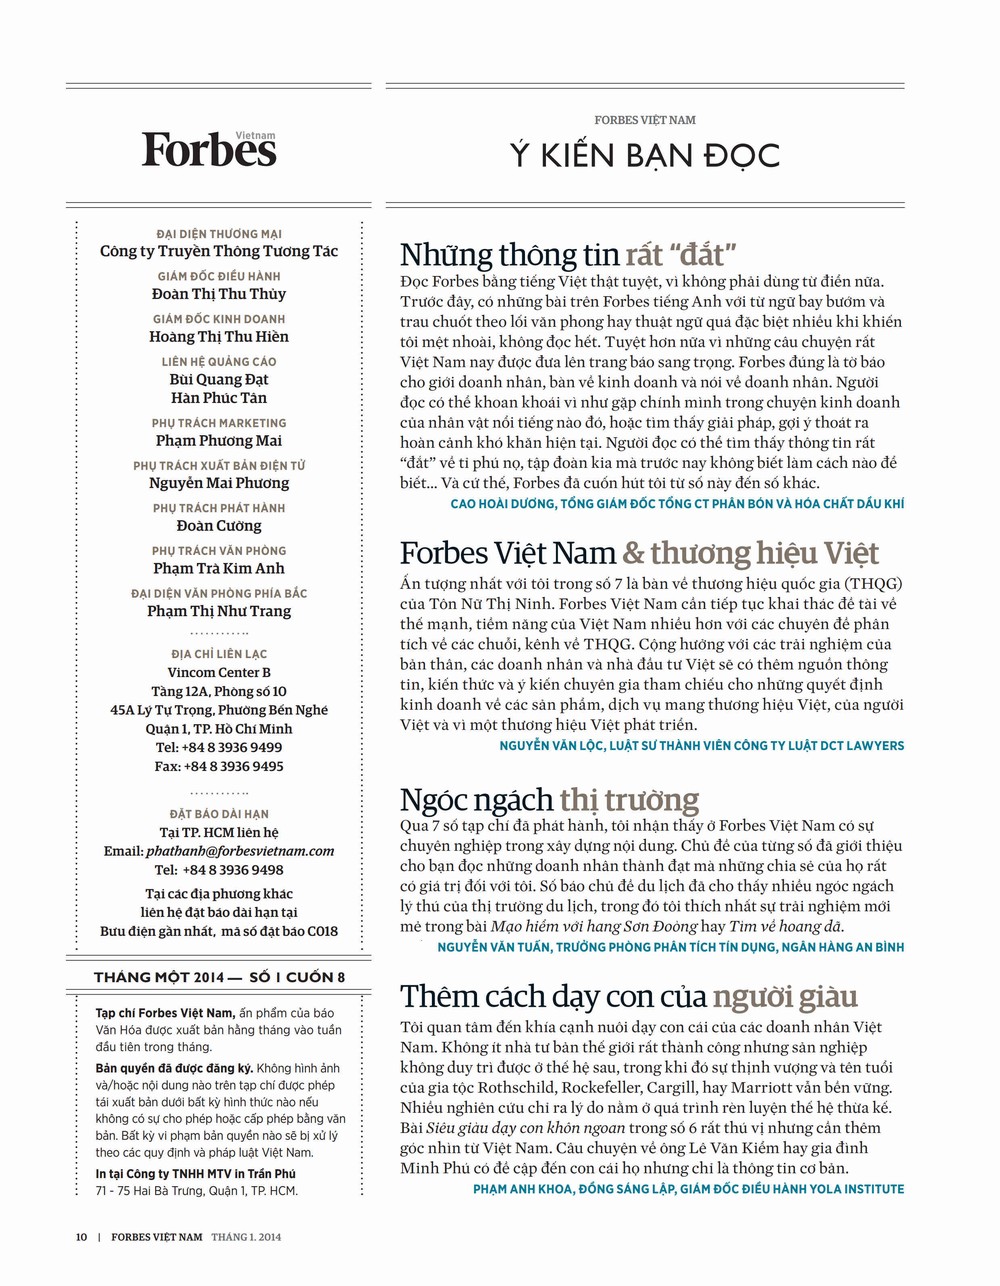 Forbes
Vietnam
ĐẠI DIỆN THƯƠNG MẠI
Công ty Truyền Thông Tương Tác
GIÁM ĐỐC ĐIỀU HÀNH
Đoàn Thị Thu Thủy
GIÁM ĐỐC KINH DOANH
Hoàng Thị Thu Hiền
LIÊN HỆ QUẢNG CÁO
Bùi Quang Đạt
Hàn Phúc Tân
PHỤ TRÁCH MARKETING
Phạm Phương Mai
PHỤ TRÁCH XUẤT BẢN ĐIỆN TỬ
Nguyễn Mai Phương
PHỤ TRÁCH PHÁT HÀNH
Đoàn Cường
PHỤ TRÁCH VĂN PHÒNG
Phạm Trà Kim Anh
ĐẠI DIỆN VĂN PHÒNG PHÍA BẮC
Phạm Thị Như Trang
ĐỊA CHỈ LIÊN LẠC
Vincom Center B
Tầng 12A, Phòng số 10
45A Lý Tự Trọng, Phường Bến Nghé
Quận 1, TP. Hồ Chí Minh
Tel: +84 8 3936 9499
Fax: +84 8 3936 9495
ĐẶT BÁO DÀI HẠN
Tại TP. HCM liên hệ
Email: phathanh@forbesvietnam.com
Tel: +84 8 3936 9498
Tại các địa phương khác
liên hệ đặt báo dài hạn tại
Bưu điện gần nhất, mã số đặt báo C018
THÁNG MỘT 2014 — SỐ 1 CUỐN 8
Tạp chí Forbes Việt Nam, ấn phẩm của báo
Văn Hóa được xuất bản hằng tháng vào tuần
đầu tiên trong tháng.
Bản quyền đã được đăng ký. Không hình ảnh
và/hoặc nội dung nào trên tạp chí được phép
tái xuất bản dưới bất kỳ hình thức nào nếu
không có sự cho phép hoặc cấp phép bằng văn
bản. Bất kỳ vi phạm bản quyền nào sẽ bị xử lý
theo các quy định và pháp luật Việt Nam.
In tại Công ty TNHH MTV in Trần Phú
71 - 75 Hai Bà Trưng, Quận 1, TP. HCM.
FORBES VIỆT NAM
Ý KIẾN BẠN ĐỌC
Những thông tin rất “đắt”
Đọc Forbes bằng tiếng Việt thật tuyệt, vì không phải dùng từ điển nữa.
Trước đây, có những bài trên Forbes tiếng Anh với từ ngữ bay bướm và
trau chuốt theo lối văn phong hay thuật ngữ quá đặc biệt nhiều khi khiến
tôi mệt nhoài, không đọc hết. Tuyệt hơn nữa vì những câu chuyện rất
Việt Nam nay được đưa lên trang báo sang trọng. Forbes đúng là tờ báo
cho giới doanh nhân, bàn về kinh doanh và nói về doanh nhân. Người
đọc có thể khoan khoái vì như gặp chính mình trong chuyện kinh doanh
của nhân vật nổi tiếng nào đó, hoặc tìm thấy giải pháp, gợi ý thoát ra
hoàn cảnh khó khăn hiện tại. Người đọc có thể tìm thấy thông tin rất
“đắt” về tỉ phú nọ, tập đoàn kia mà trước nay không biết làm cách nào để
biết... Và cứ thế, Forbes đã cuốn hút tôi từ số này đến số khác.
CAO HOÀI DƯƠNG, TỔNG GIÁM ĐỐC TỔNG CT PHÂN BÓN VÀ HÓA CHẤT DẦU KHÍ
Forbes Việt Nam & thương hiệu Việt
Ấn tượng nhất với tôi trong số 7 là bàn về thương hiệu quốc gia (THQG)
của Tôn Nữ Thị Ninh. Forbes Việt Nam cần tiếp tục khai thác đề tài về
thế mạnh, tiềm năng của Việt Nam nhiều hơn với các chuyên đề phân
tích về các chuỗi, kênh về THQG. Cộng hưởng với các trải nghiệm của
bản thân, các doanh nhân và nhà đầu tư Việt sẽ có thêm nguồn thông
tin, kiến thức và ý kiến chuyên gia tham chiếu cho những quyết định
kinh doanh về các sản phẩm, dịch vụ mang thương hiệu Việt, của người
Việt và vì một thương hiệu Việt phát triển.
NGUYỄN VĂN LỘC, LUẬT SƯ THÀNH VIÊN CÔNG TY LUẬT DCT LAWYERS
Ngóc ngách thị trường
Qua 7 số tạp chí đã phát hành, tôi nhận thấy ở Forbes Việt Nam có sự
chuyên nghiệp trong xây dựng nội dung. Chủ đề của từng số đã giới thiệu
cho bạn đọc những doanh nhân thành đạt mà những chia sẻ của họ rất
có giá trị đối với tôi. Số báo chủ đề du lịch đã cho thấy nhiều ngóc ngách
lý thú của thị trường du lịch, trong đó tôi thích nhất sự trải nghiệm mới
mẻ trong bài Mạo hiểm với hang Sơn Đoòng hay Tìm về hoang dã.
NGUYỄN VĂN TUẤN, TRƯỞNG PHÒNG PHÂN TÍCH TÍN DỤNG, NGÂN HÀNG AN BÌNH
Thêm cách dạy con của người giàu
Tôi quan tâm đến khía cạnh nuôi dạy con cái của các doanh nhân Việt
Nam. Không ít nhà tư bản thế giới rất thành công nhưng sản nghiệp
không duy trì được ở thế hệ sau, trong khi đó sự thịnh vượng và tên tuổi
của gia tộc Rothschild, Rockefeller, Cargill, hay Marriott vẫn bền vững.
Nhiều nghiên cứu chỉ ra lý do nằm ở quá trình rèn luyện thế hệ thừa kế.
Bài Siêu giàu dạy con khôn ngoan trong số 6 rất thú vị nhưng cần thêm
góc nhìn từ Việt Nam. Câu chuyện về ông Lê Văn Kiểm hay gia đình
Minh Phú có đề cập đến con cái họ nhưng chỉ là thông tin cơ bản.
PHẠM ANH KHOA, ĐỒNG SÁNG LẬP, GIÁM ĐỐC ĐIỀU HÀNH YOLA INSTITUTE
10 | FORBES VIỆT NAM THÁNG 1. 2014